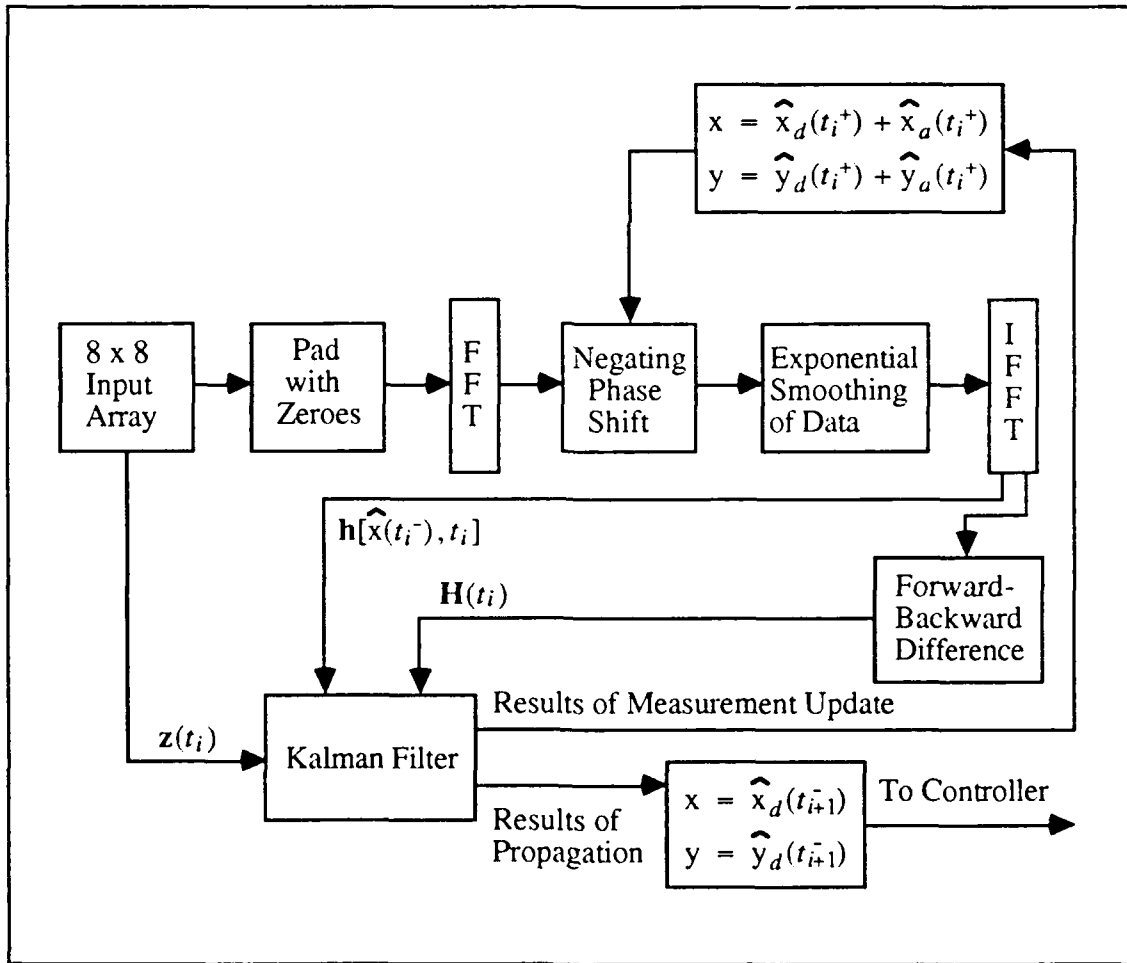 x = x̂_d(t_i⁺) + x̂_a(t_i⁺)
y = ŷ_d(t_i⁺) + ŷ_a(t_i⁺)
8 x 8
Input
Array
Pad
with
Zeroes
F
F
T
Negating
Phase
Shift
Exponential
Smoothing
of Data
I
F
F
T
h[x̂(t_i⁻), t_i]
H(t_i)
Forward-
Backward
Difference
Results of Measurement Update
z(t_i)
Kalman Filter
Results of
Propagation
x = x̂_d(t_{i+1}⁻)
y = ŷ_d(t_{i+1}⁻)
To Controller